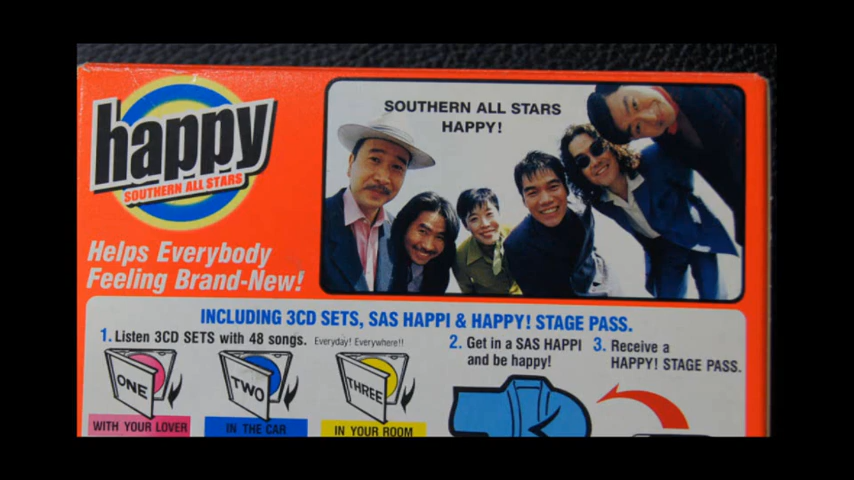 happy
SOUTHERN ALL STARS
SOUTHERN ALL STARS
HAPPY!
Helps Everybody
Feeling Brand-New!
INCLUDING 3CD SETS, SAS HAPPI & HAPPY! STAGE PASS.
1. Listen 3CD SETS with 48 songs. Everyday! Everywhere!!
2. Get in a SAS HAPPI
and be happy!
3. Receive a
HAPPY! STAGE PASS.
ONE
TWO
THREE
WITH YOUR LOVER
IN THE CAR
IN YOUR ROOM